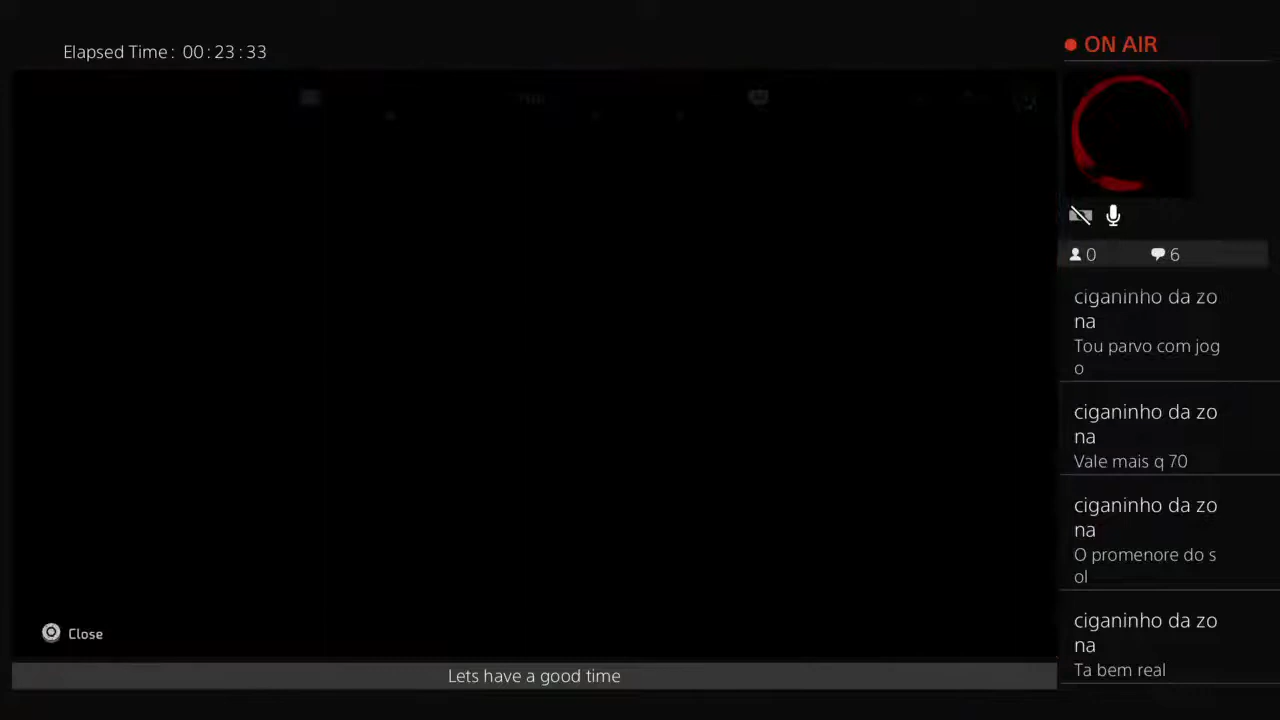 Elapsed Time: 00:23:33
ON AIR
0 6
ciganinho da zo
na
Tou parvo com jog
o
ciganinho da zo
na
Vale mais q 70
ciganinho da zo
na
O promenore do s
ol
ciganinho da zo
na
Ta bem real
Close
Lets have a good time